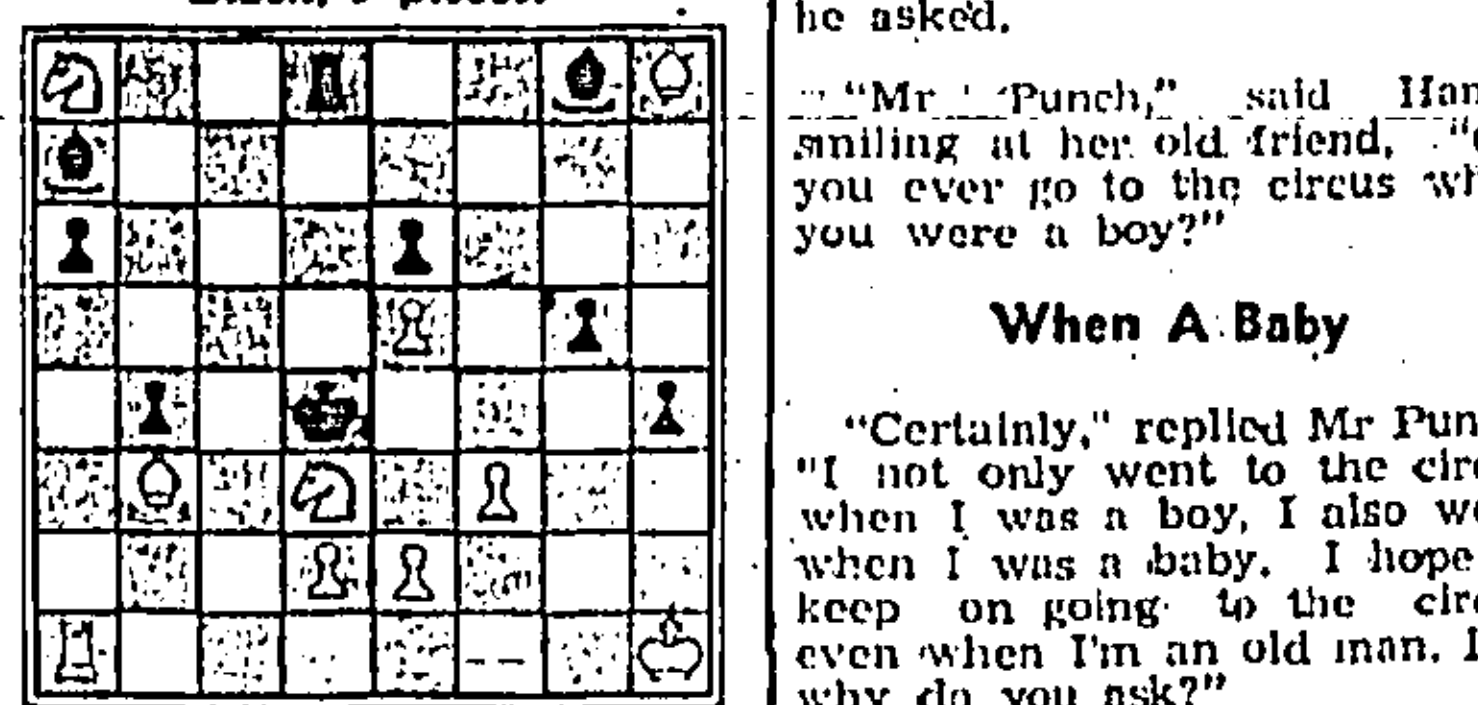 he asked.
"Mr Punch," said
smiling at her old friend,
you ever go to the circus
you were a boy?"
When A Baby
"Certainly," replied Mr
"I not only went to the
when I was a boy, I also
when I was a baby. I hope
keep on going to the
even when I'm an old man.
why do you ask?"